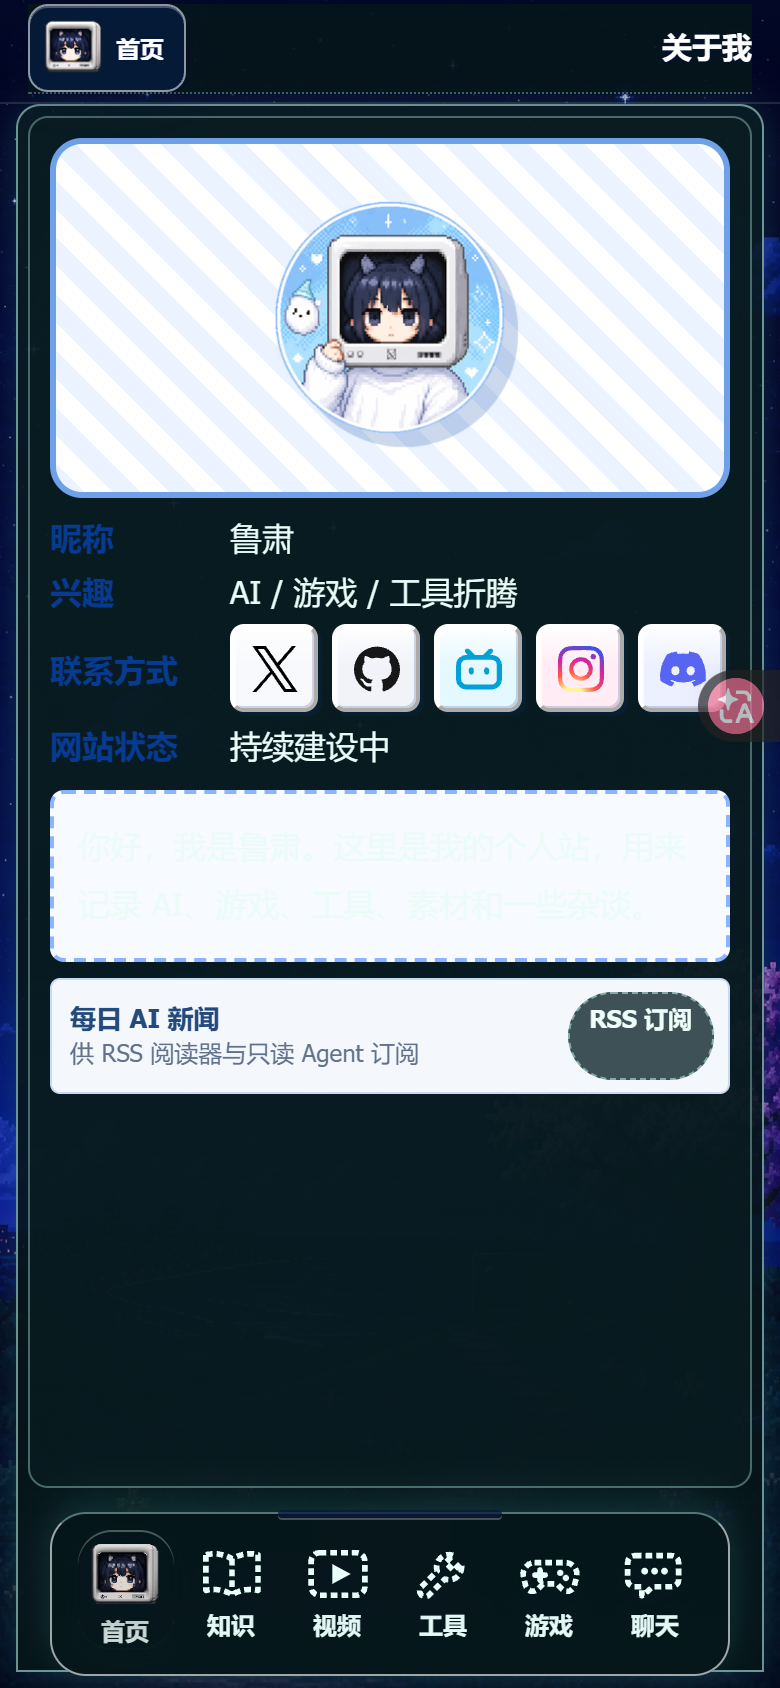 首页
关于我
昵称 鲁肃
兴趣 AI / 游戏 / 工具折腾
联系方式
网站状态 持续建设中
你好，我是鲁肃。这里是我的个人站，用来
记录 AI、游戏、工具、素材和一些杂谈。
每日 AI 新闻
供 RSS 阅读器与只读 Agent 订阅
RSS 订阅
首页 知识 视频 工具 游戏 聊天